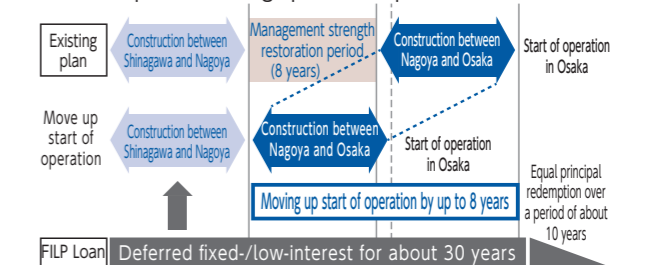 Existing
plan
Construction between
Shinagawa and Nagoya
Management strength
restoration period
(8 years)
Construction between
Nagoya and Osaka
Start of operation
in Osaka
Move up
start of
operation
Construction between
Shinagawa and Nagoya
Construction between
Nagoya and Osaka
Start of operation
in Osaka
Moving up start of operation by up to 8 years
Equal principal
redemption over
a period of about
10 years
FILP Loan
Deferred fixed-/low-interest for about 30 years